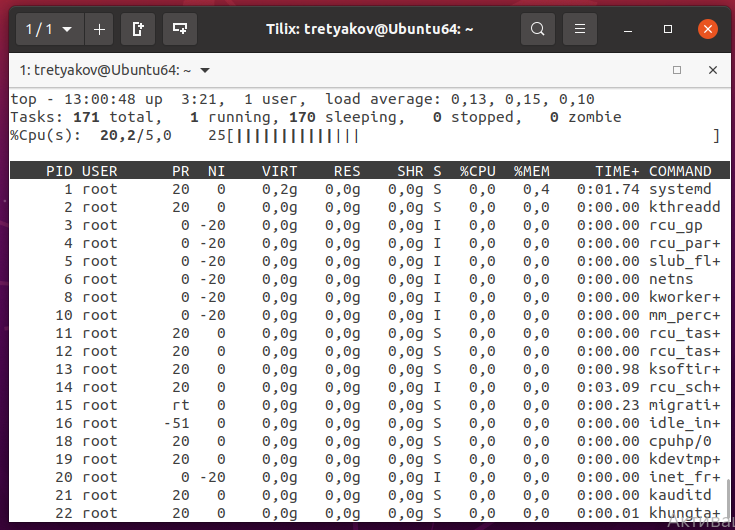 1 / 1
Tilix: tretyakov@Ubuntu64: ~
1: tretyakov@Ubuntu64: ~
top - 13:00:48 up  3:21,  1 user,  load average: 0,13, 0,15, 0,10
Tasks: 171 total,   1 running, 170 sleeping,   0 stopped,   0 zombie
%Cpu(s):  20,2/5,0    25[||||||||||||||                                        ]
PID USER      PR  NI    VIRT    RES    SHR S  %CPU  %MEM     TIME+ COMMAND
1 root      20   0    0,2g   0,0g   0,0g S   0,0   0,4   0:01.74 systemd
2 root      20   0    0,0g   0,0g   0,0g S   0,0   0,0   0:00.00 kthreadd
3 root       0 -20    0,0g   0,0g   0,0g I   0,0   0,0   0:00.00 rcu_gp
4 root       0 -20    0,0g   0,0g   0,0g I   0,0   0,0   0:00.00 rcu_par+
5 root       0 -20    0,0g   0,0g   0,0g I   0,0   0,0   0:00.00 slub_fl+
6 root       0 -20    0,0g   0,0g   0,0g I   0,0   0,0   0:00.00 netns
8 root       0 -20    0,0g   0,0g   0,0g I   0,0   0,0   0:00.00 kworker+
10 root       0 -20    0,0g   0,0g   0,0g I   0,0   0,0   0:00.00 mm_perc+
11 root      20   0    0,0g   0,0g   0,0g S   0,0   0,0   0:00.00 rcu_tas+
12 root      20   0    0,0g   0,0g   0,0g S   0,0   0,0   0:00.00 rcu_tas+
13 root      20   0    0,0g   0,0g   0,0g S   0,0   0,0   0:00.98 ksoftir+
14 root      20   0    0,0g   0,0g   0,0g I   0,0   0,0   0:03.09 rcu_sch+
15 root      rt   0    0,0g   0,0g   0,0g S   0,0   0,0   0:00.23 migrati+
16 root     -51   0    0,0g   0,0g   0,0g S   0,0   0,0   0:00.00 idle_in+
18 root      20   0    0,0g   0,0g   0,0g S   0,0   0,0   0:00.00 cpuhp/0
19 root      20   0    0,0g   0,0g   0,0g S   0,0   0,0   0:00.00 kdevtmp+
20 root       0 -20    0,0g   0,0g   0,0g I   0,0   0,0   0:00.00 inet_fr+
21 root      20   0    0,0g   0,0g   0,0g S   0,0   0,0   0:00.00 kauditd
22 root      20   0    0,0g   0,0g   0,0g S   0,0   0,0   0:00.01 khungta+